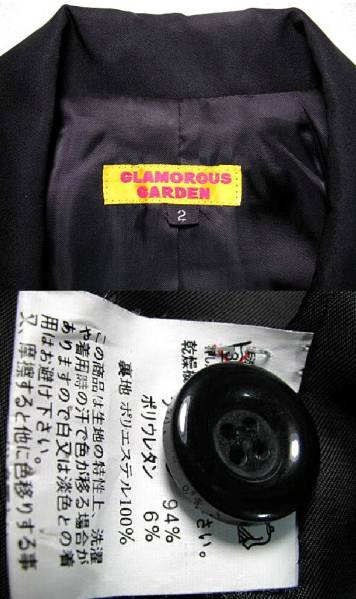 GLAMOROUS
GARDEN
2
94%
ポリウレタン 6%
裏地 ポリエステル100%
この商品は生地の特性上、洗濯
や着用時の汗で色が移る場合が
ありますので白又は淡色との着
用はお避け下さい。
又、摩擦すると他に色移りする事
さい。